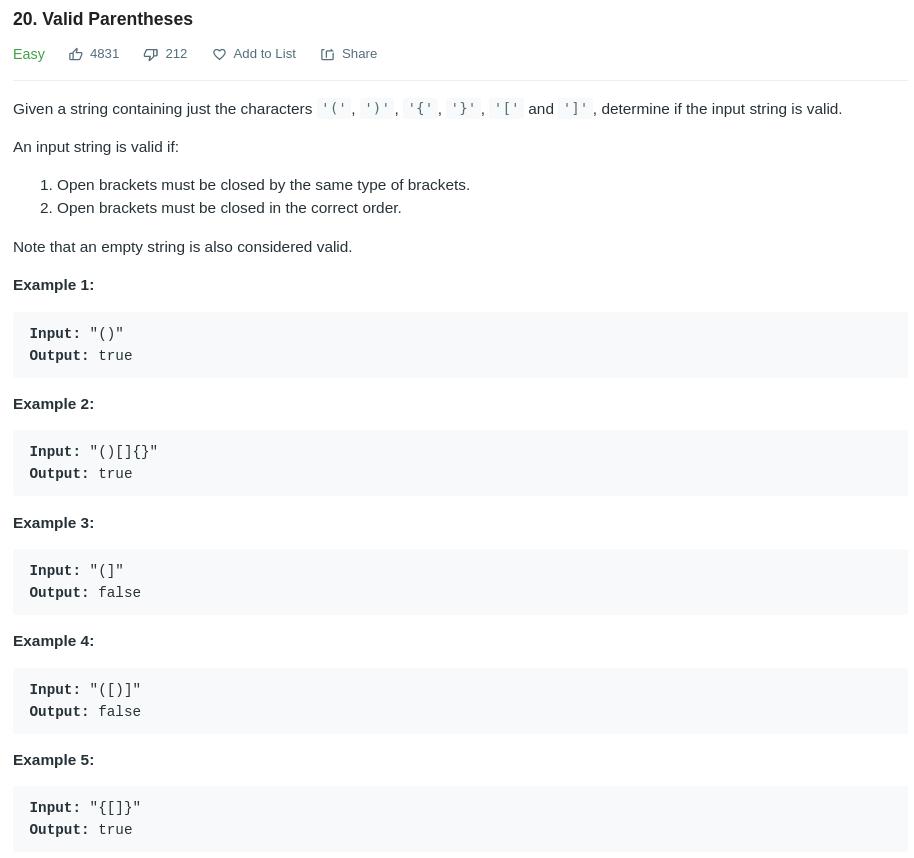 20. Valid Parentheses
Easy 4831 212 Add to List Share
Given a string containing just the characters '(', ')', '{', '}', '[' and ']', determine if the input string is valid.
An input string is valid if:
1. Open brackets must be closed by the same type of brackets.
2. Open brackets must be closed in the correct order.
Note that an empty string is also considered valid.
Example 1:
Input: "()"
Output: true
Example 2:
Input: "()[]{}"
Output: true
Example 3:
Input: "(]"
Output: false
Example 4:
Input: "([)]"
Output: false
Example 5:
Input: "{[]}"
Output: true